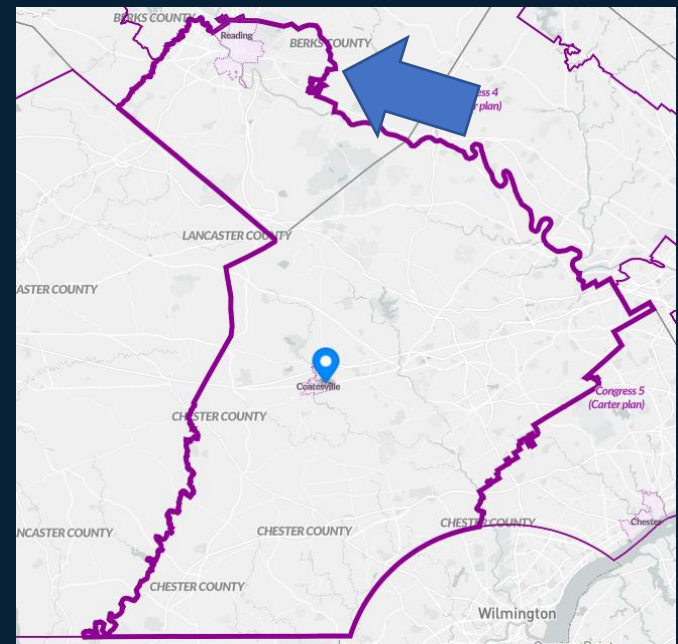 BERKS COUNTY
Reading
BERKS COUNTY
ss 4
r plan)
LANCASTER COUNTY
ASTER COUNTY
Coatesville
Congress 5
(Carter plan)
CHESTER COUNTY
NCASTER COUNTY
CHESTER COUNTY
CHESTER COUNTY
Chester
CHESTER COUNTY
Wilmington